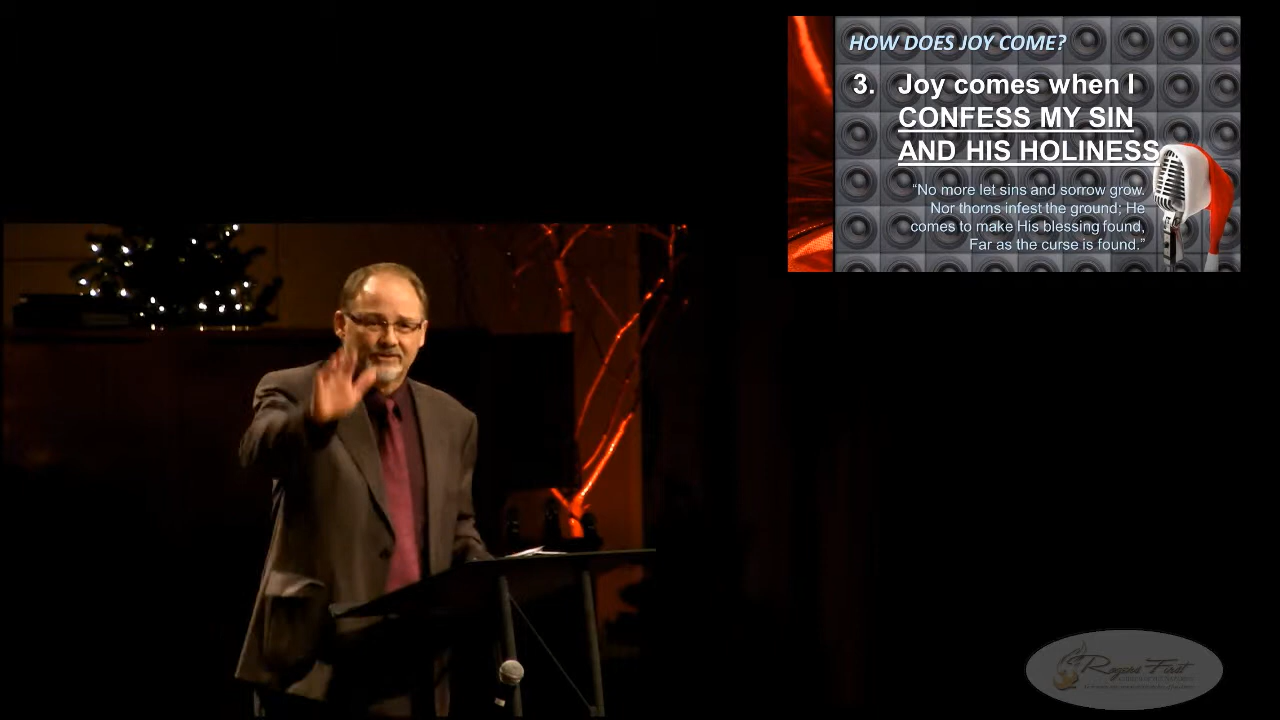 HOW DOES JOY COME?
3. Joy comes when I
CONFESS MY SIN
AND HIS HOLINESS
“No more let sins and sorrow grow.
Nor thorns infest the ground; He
comes to make His blessing found,
Far as the curse is found.”
Rogers First